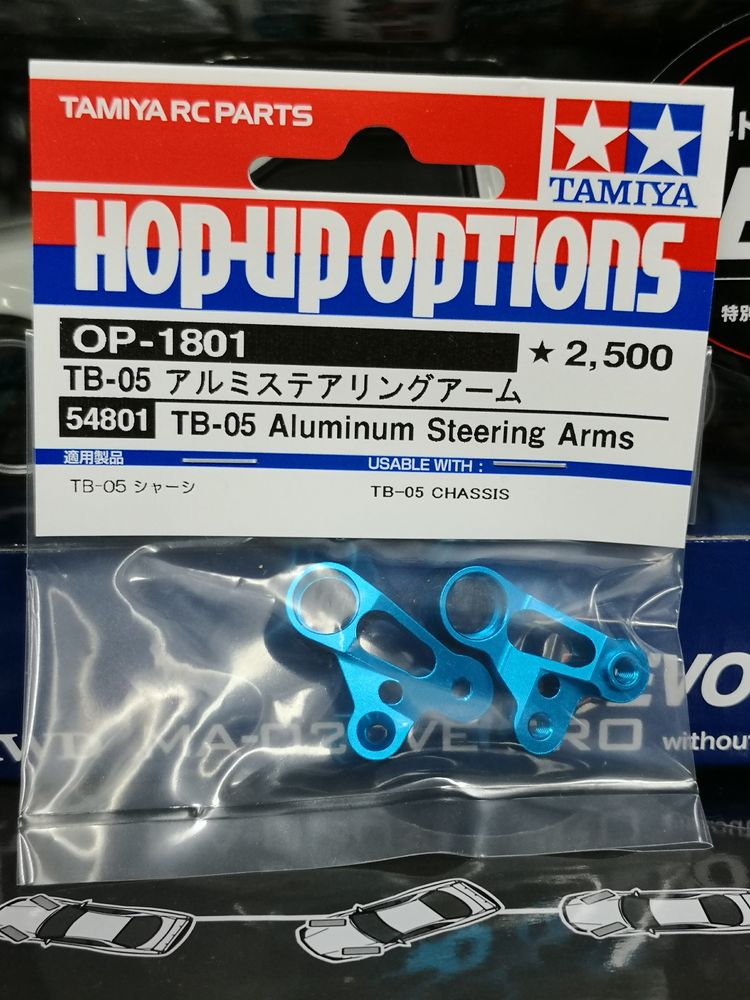 TAMIYA RC PARTS
TAMIYA
HOP-UP OPTIONS
OP-1801
★ 2,500
TB-05 アルミステアリングアーム
54801 TB-05 Aluminum Steering Arms
適用製品
USABLE WITH :
TB-05 シャーシ
TB-05 CHASSIS
特別
EVO
MA-02
RO
without